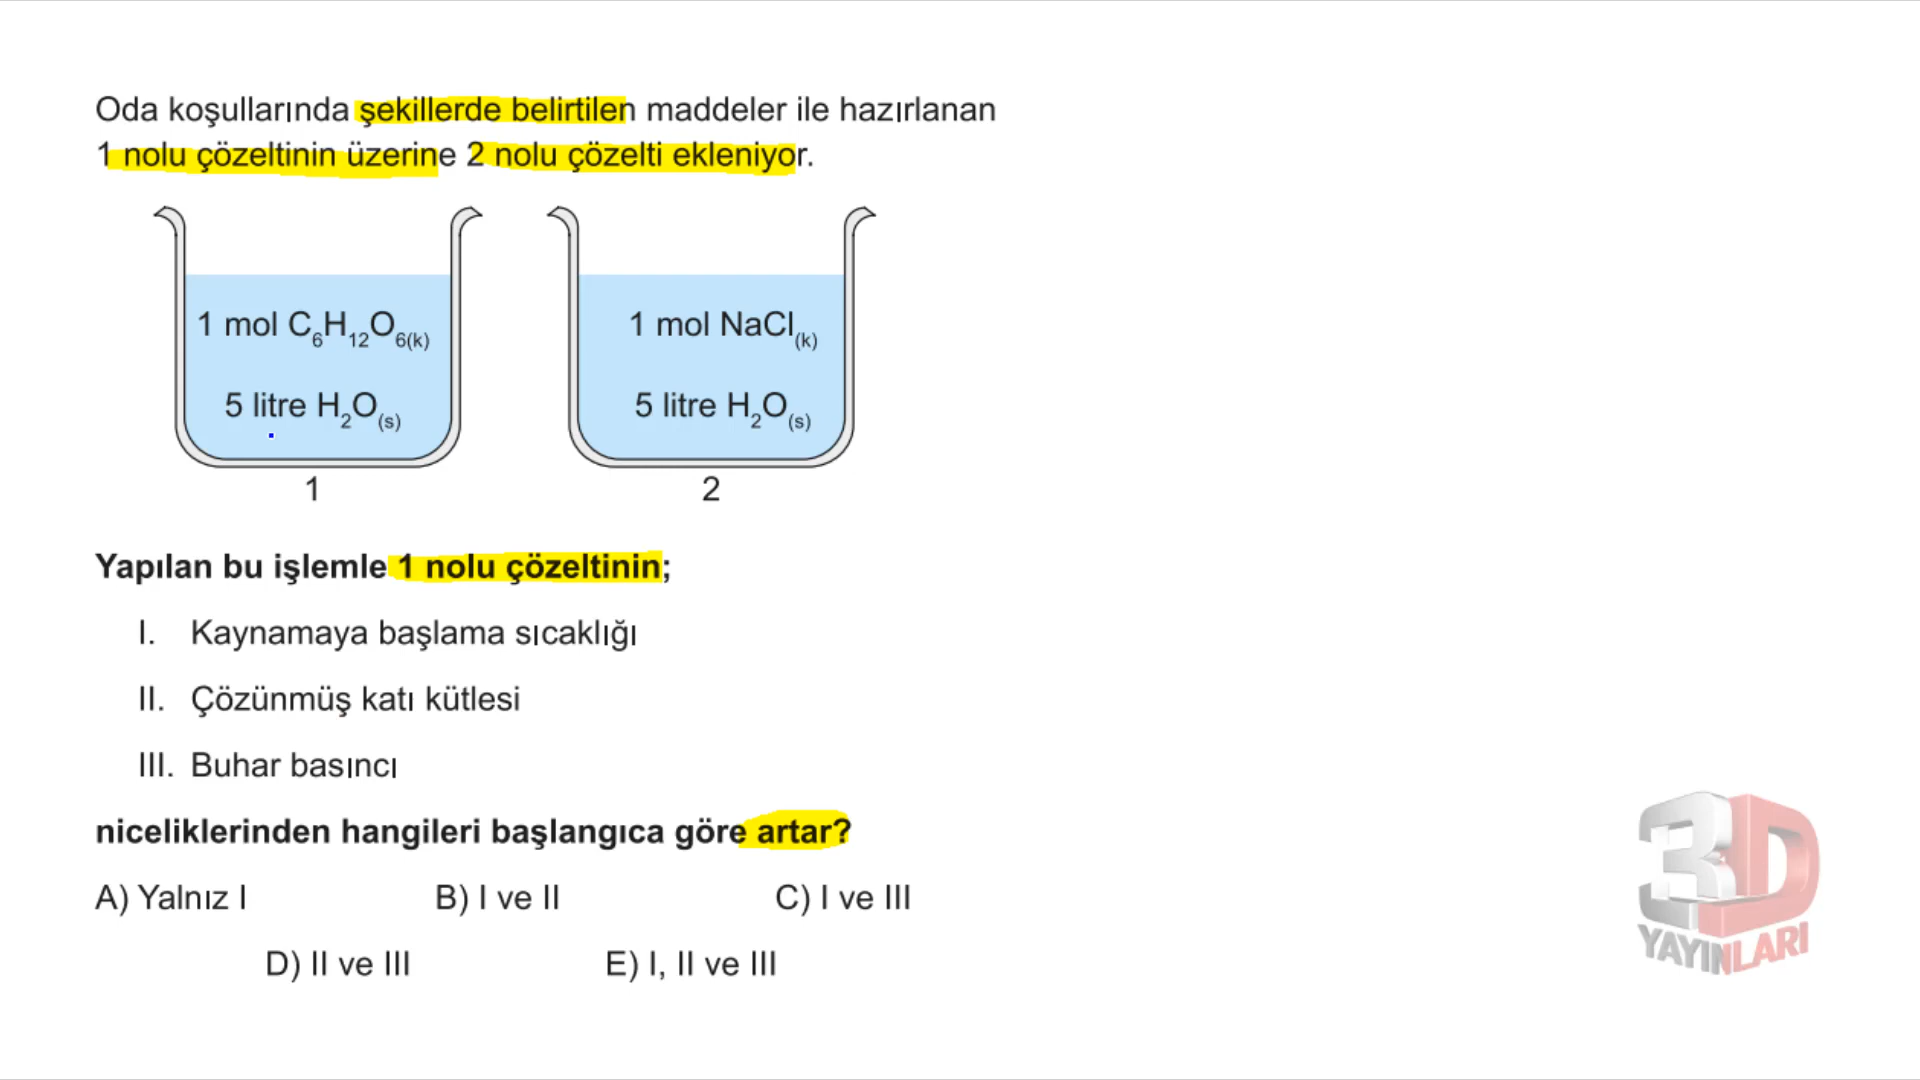 Oda koşullarında şekillerde belirtilen maddeler ile hazırlanan
1 nolu çözeltinin üzerine 2 nolu çözelti ekleniyor.
1 mol C₆H₁₂O₆₍ₖ₎
5 litre H₂O₍ₛ₎
1
1 mol NaCl₍ₖ₎
5 litre H₂O₍ₛ₎
2
Yapılan bu işlemle 1 nolu çözeltinin;
I. Kaynamaya başlama sıcaklığı
II. Çözünmüş katı kütlesi
III. Buhar basıncı
niceliklerinden hangileri başlangıca göre artar?
A) Yalnız I B) I ve II C) I ve III
D) II ve III E) I, II ve III
3D
YAYINLARI